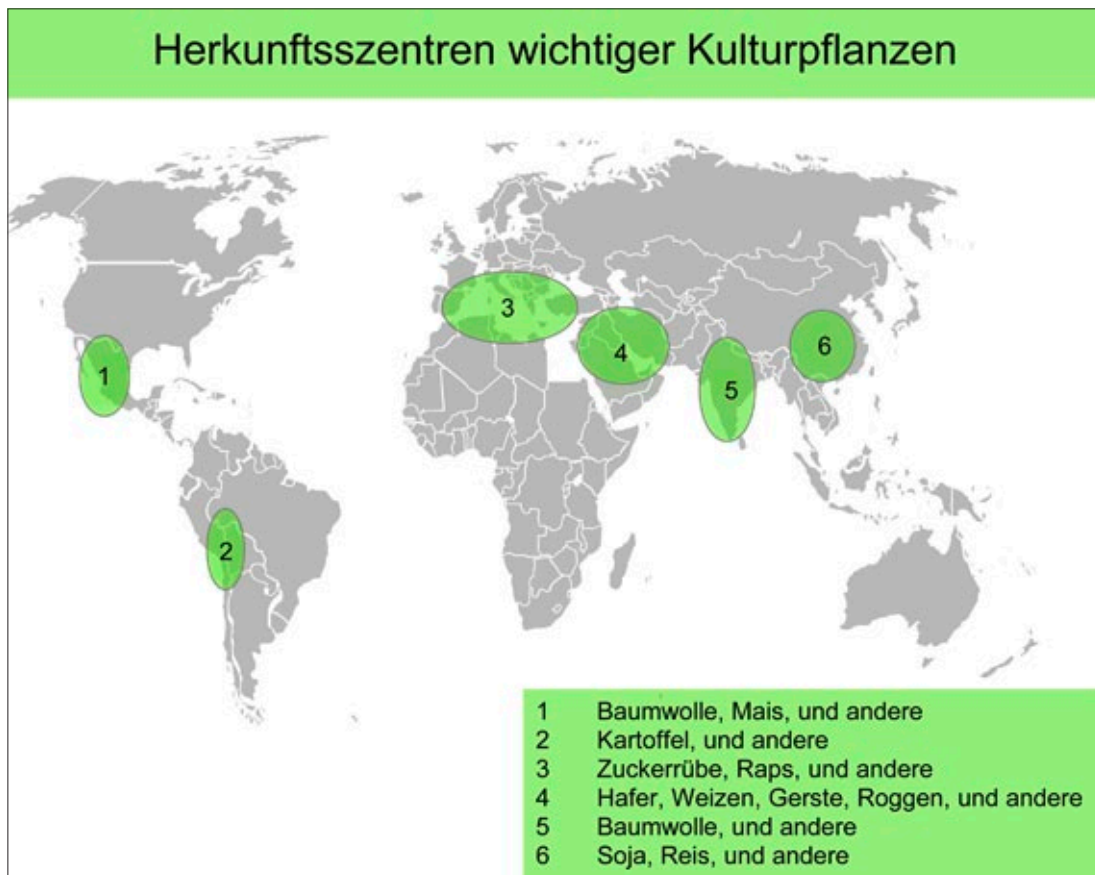 Herkunftsszentren wichtiger Kulturpflanzen
3
4
6
1
5
2
1 Baumwolle, Mais, und andere
2 Kartoffel, und andere
3 Zuckerrübe, Raps, und andere
4 Hafer, Weizen, Gerste, Roggen, und andere
5 Baumwolle, und andere
6 Soja, Reis, und andere